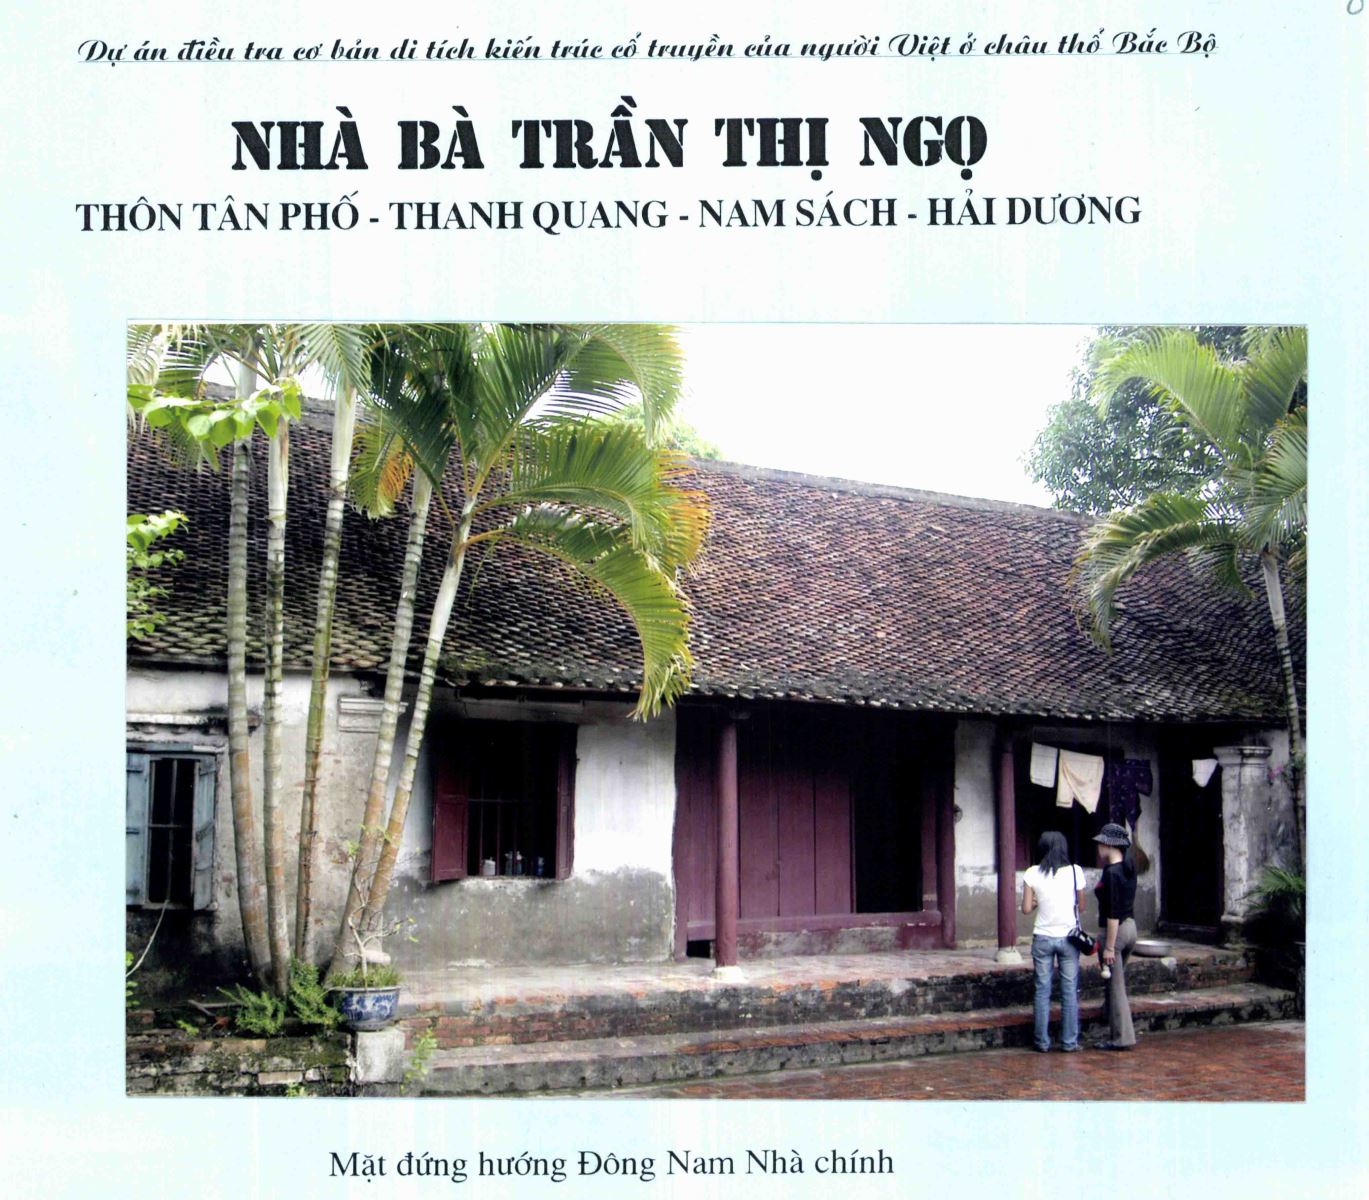 Dự án điều tra cơ bản di tích kiến trúc cổ truyền của người Việt ở châu thổ Bắc Bộ
NHÀ BÀ TRẦN THỊ NGỌ
THÔN TÂN PHỐ - THANH QUANG - NAM SÁCH - HẢI DƯƠNG
Mặt đứng hướng Đông Nam Nhà chính